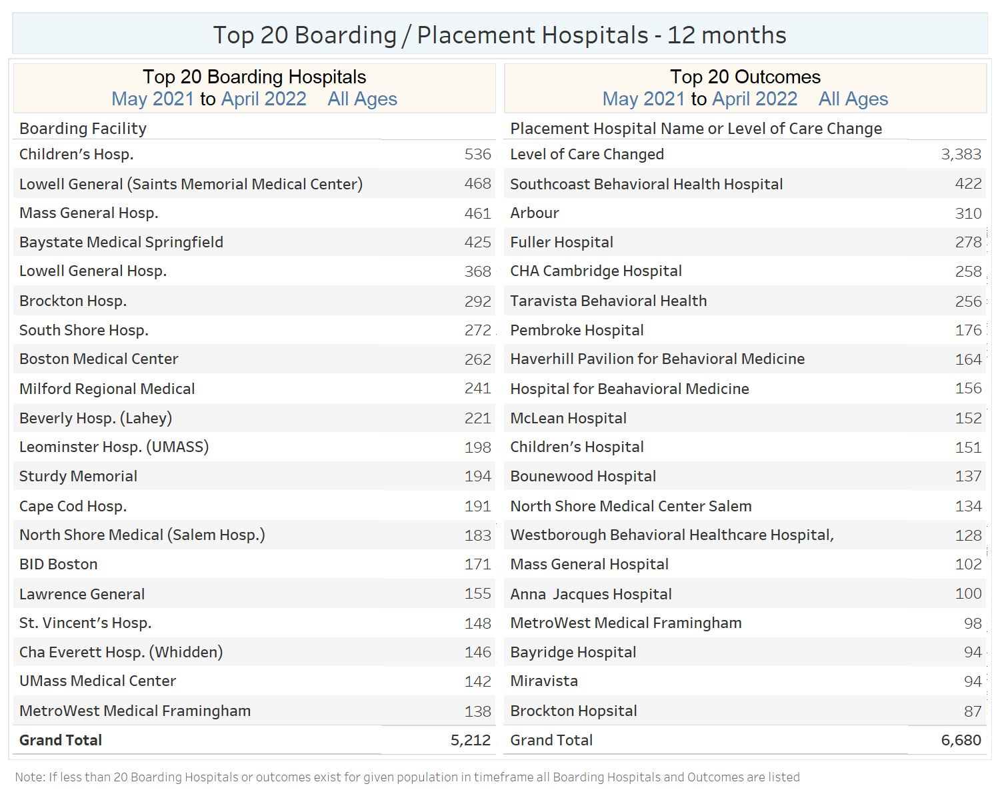 Top 20 Boarding / Placement Hospitals - 12 months
Top 20 Boarding Hospitals
May 2021 to April 2022 All Ages
Boarding Facility
Children's Hosp. 536
Lowell General (Saints Memorial Medical Center) 468
Mass General Hosp. 461
Baystate Medical Springfield 425
Lowell General Hosp. 368
Brockton Hosp. 292
South Shore Hosp. 272
Boston Medical Center 262
Milford Regional Medical 241
Beverly Hosp. (Lahey) 221
Leominster Hosp. (UMASS) 198
Sturdy Memorial 194
Cape Cod Hosp. 191
North Shore Medical (Salem Hosp.) 183
BID Boston 171
Lawrence General 155
St. Vincent's Hosp. 148
Cha Everett Hosp. (Whidden) 146
UMass Medical Center 142
MetroWest Medical Framingham 138
Grand Total 5,212
Top 20 Outcomes
May 2021 to April 2022 All Ages
Placement Hospital Name or Level of Care Change
Level of Care Changed 3,383
Southcoast Behavioral Health Hospital 422
Arbour 310
Fuller Hospital 278
CHA Cambridge Hospital 258
Taravista Behavioral Health 256
Pembroke Hospital 176
Haverhill Pavilion for Behavioral Medicine 164
Hospital for Beahavioral Medicine 156
McLean Hospital 152
Children's Hospital 151
Bounewood Hospital 137
North Shore Medical Center Salem 134
Westborough Behavioral Healthcare Hospital, 128
Mass General Hospital 102
Anna  Jacques Hospital 100
MetroWest Medical Framingham 98
Bayridge Hospital 94
Miravista 94
Brockton Hopsital 87
Grand Total 6,680
Note: If less than 20 Boarding Hospitals or outcomes exist for given population in timeframe all Boarding Hospitals and Outcomes are listed